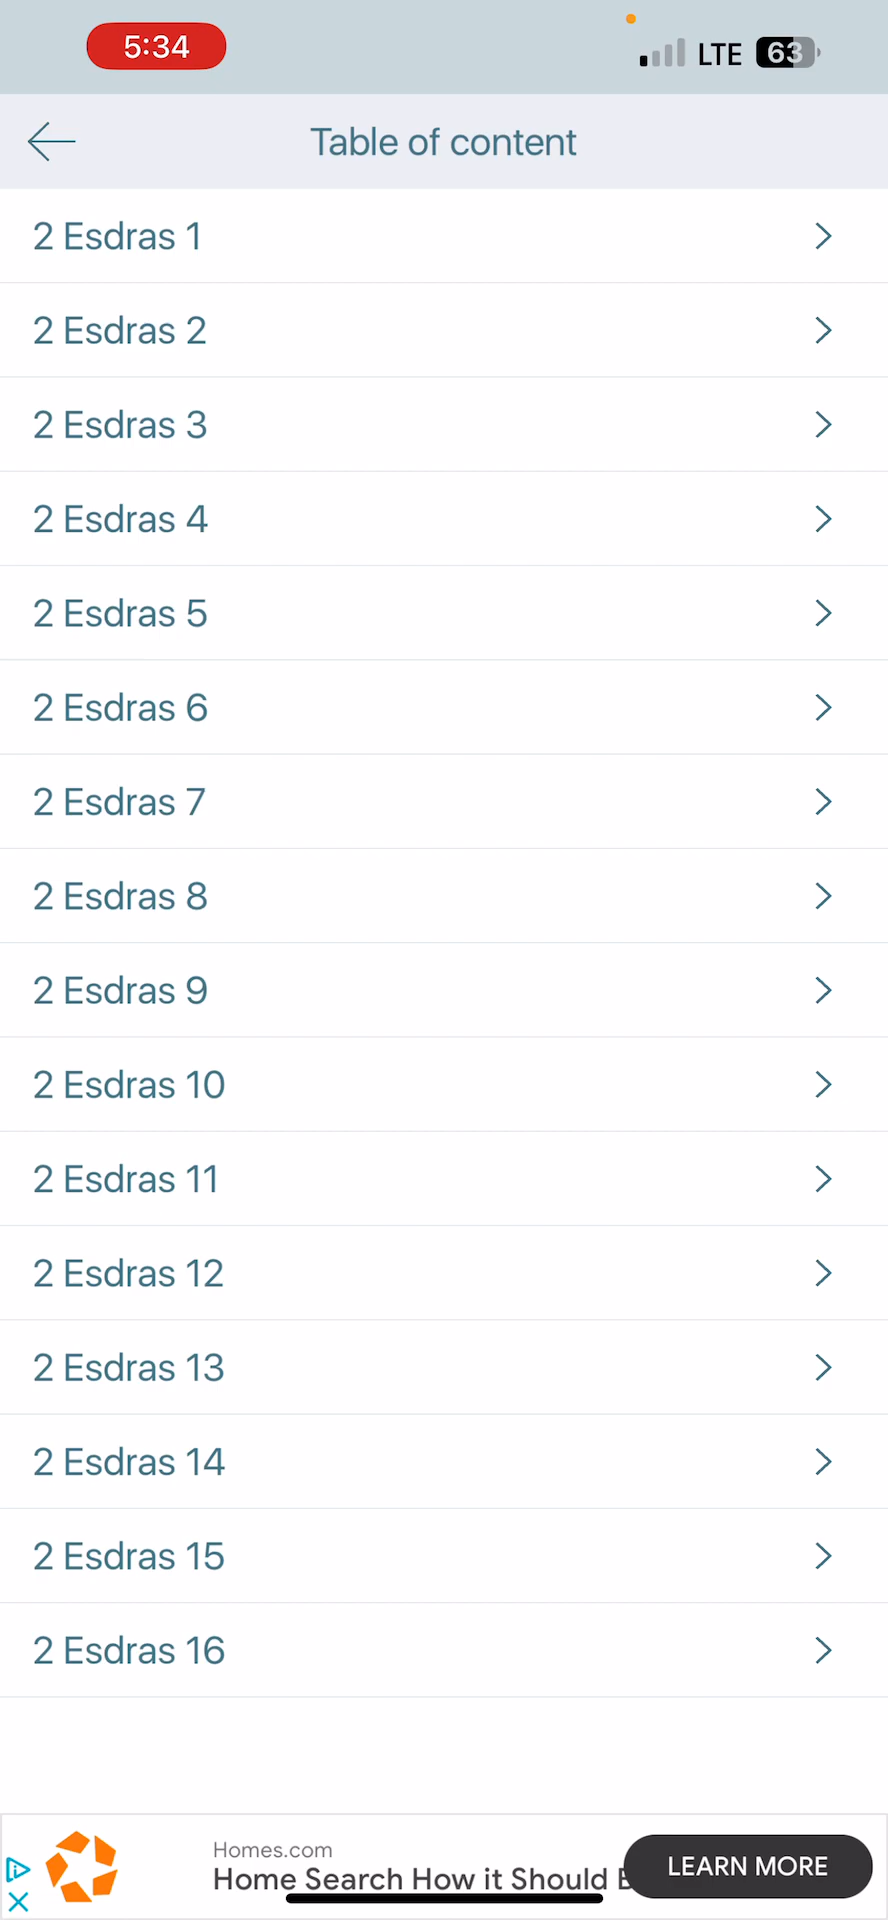 5:34
LTE 63
Table of content
2 Esdras 1
2 Esdras 2
2 Esdras 3
2 Esdras 4
2 Esdras 5
2 Esdras 6
2 Esdras 7
2 Esdras 8
2 Esdras 9
2 Esdras 10
2 Esdras 11
2 Esdras 12
2 Esdras 13
2 Esdras 14
2 Esdras 15
2 Esdras 16
Homes.com
Home Search How it Should
LEARN MORE